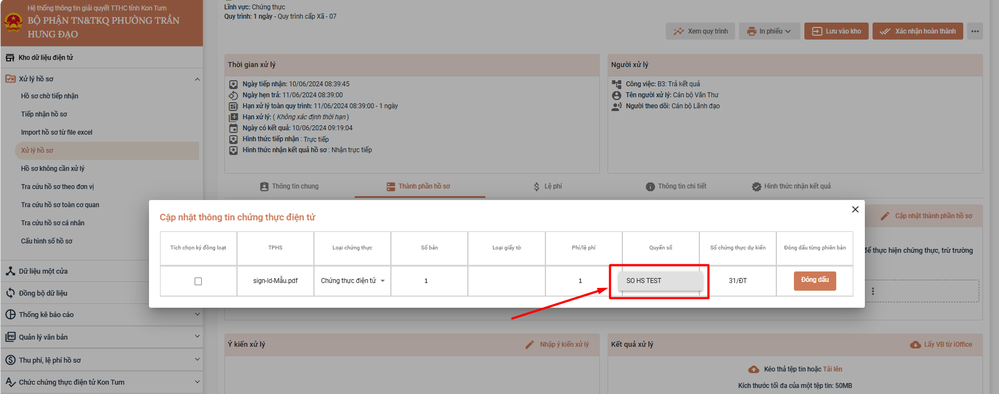 Hệ thống thông tin giải quyết TTHC tỉnh Kon Tum
BỘ PHẬN TN&TKQ PHƯỜNG TRẦN
HƯNG ĐẠO
Kho dữ liệu điện tử
Xử lý hồ sơ
Hồ sơ chờ tiếp nhận
Tiếp nhận hồ sơ
Import hồ sơ từ file excel
Xử lý hồ sơ
Hồ sơ không cần xử lý
Tra cứu hồ sơ theo đơn vị
Tra cứu hồ sơ toàn cơ quan
Tra cứu hồ sơ cá nhân
Cấu hình số hồ sơ
Dữ liệu một cửa
Đồng bộ dữ liệu
Thống kê báo cáo
Quản lý văn bản
Thu phí, lệ phí hồ sơ
Chức chứng thực điện tử Kon Tum
Lĩnh vực: Chứng thực
Quy trình: 1 ngày - Quy trình cấp Xã - 07
Xem quy trình
In phiếu
Lưu vào kho
Xác nhận hoàn thành
Thời gian xử lý
Ngày tiếp nhận: 10/06/2024 08:39:45
Ngày hẹn trả: 11/06/2024 08:39:00
Hạn xử lý toàn quy trình: 11/06/2024 08:39:00 - 1 ngày
Hạn xử lý: ( Không xác định thời hạn )
Ngày có kết quả: 10/06/2024 09:19:04
Hình thức tiếp nhận : Trực tiếp
Hình thức nhận kết quả hồ sơ : Nhận trực tiếp
Người xử lý
Công việc: B3: Trả kết quả
Tên người xử lý: Cán bộ Văn Thư
Người theo dõi: Cán bộ Lãnh đạo
Thông tin chung
Thành phần hồ sơ
Lệ phí
Thông tin chi tiết
Hình thức nhận kết quả
Cập nhật thành phần hồ sơ
để thực hiện chứng thực, trừ trường
Cập nhật thông tin chứng thực điện tử
Tích chọn ký đồng loạt
TPHS
Loại chứng thực
Số bản
Loại giấy tờ
Phí/lệ phí
Quyển số
Số chứng thực dự kiến
Đóng dấu từng phiên bản
sign-ld-Mẫu.pdf
Chứng thực điện tử
1
1
SO HS TEST
31/ĐT
Đóng dấu
Ý kiến xử lý
Nhập ý kiến xử lý
Kết quả xử lý
Lấy VB từ iOffice
Kéo thả tệp tin hoặc Tải lên
Kích thước tối đa của một tệp tin: 50MB